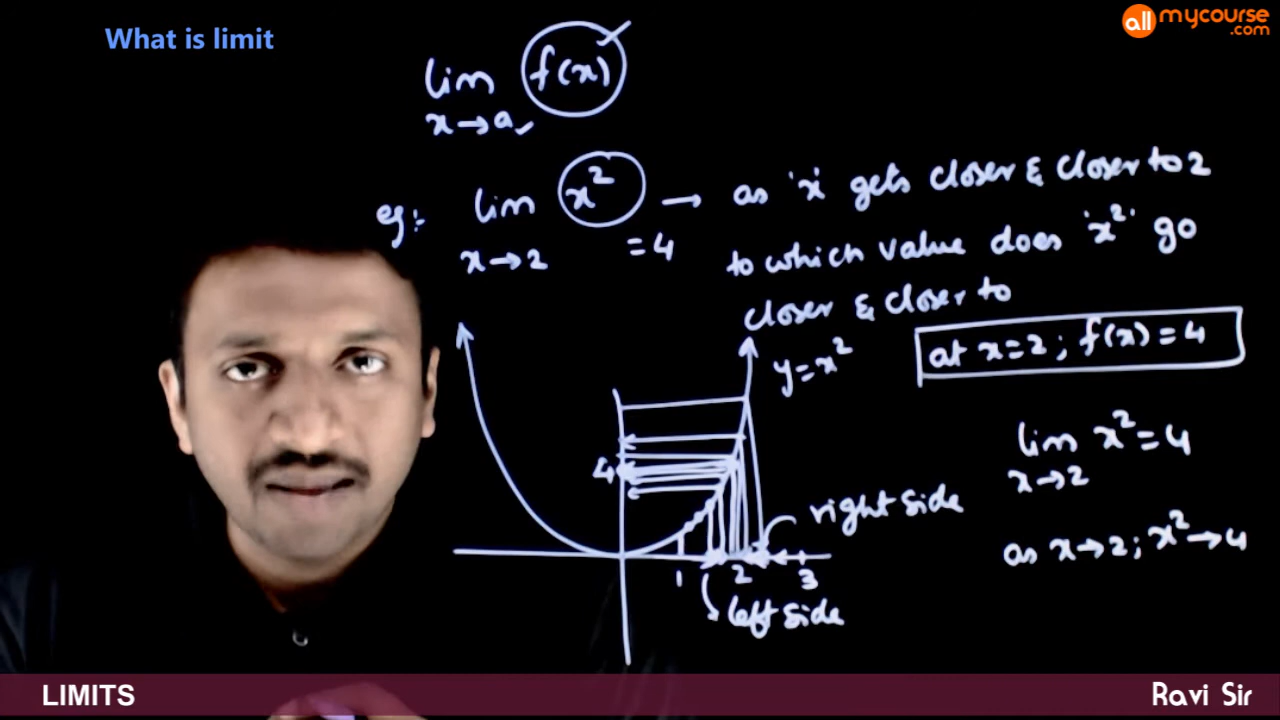 What is limit
all mycourse
.com
lim f(x)
x→a
eg: lim x² → as 'x' gets closer & closer to 2
x→2 = 4
to which value does 'x²' go
closer & closer to
y=x²
at x=2; f(x)=4
4
lim x²=4
x→2
right side
as x→2; x²→4
1 2 3
left side
LIMITS
Ravi Sir